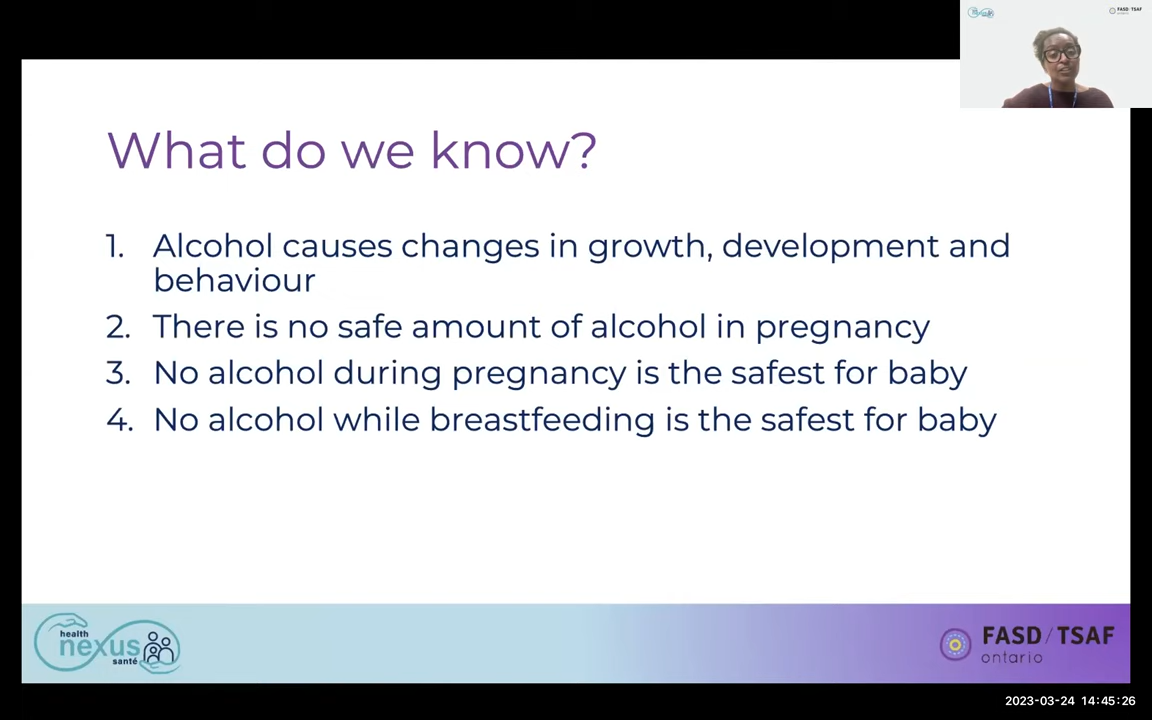 FASD / TSAF
What do we know?
1. Alcohol causes changes in growth, development and
behaviour
2. There is no safe amount of alcohol in pregnancy
3. No alcohol during pregnancy is the safest for baby
4. No alcohol while breastfeeding is the safest for baby
health
nexus
santé
FASD / TSAF
ontario
2023-03-24 14:45:26